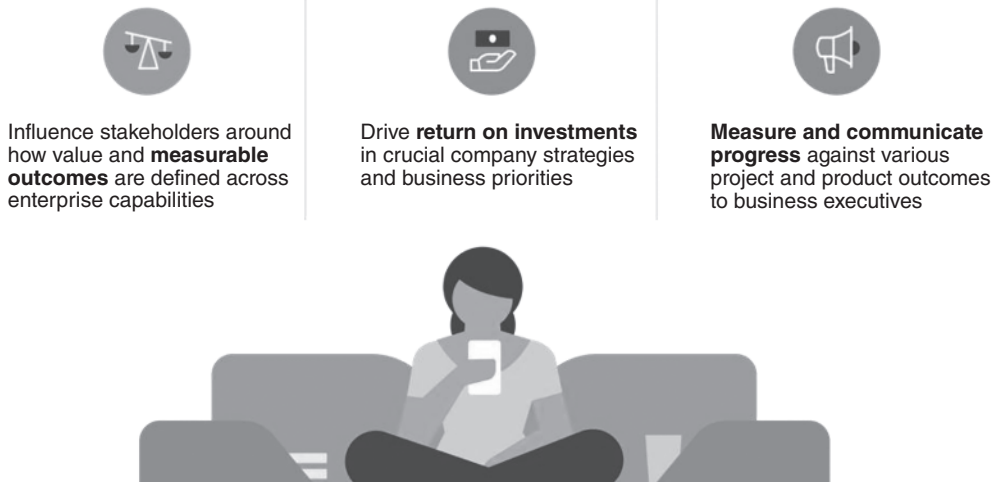 Influence stakeholders around
how value and measurable
outcomes are defined across
enterprise capabilities
Drive return on investments
in crucial company strategies
and business priorities
Measure and communicate
progress against various
project and product outcomes
to business executives